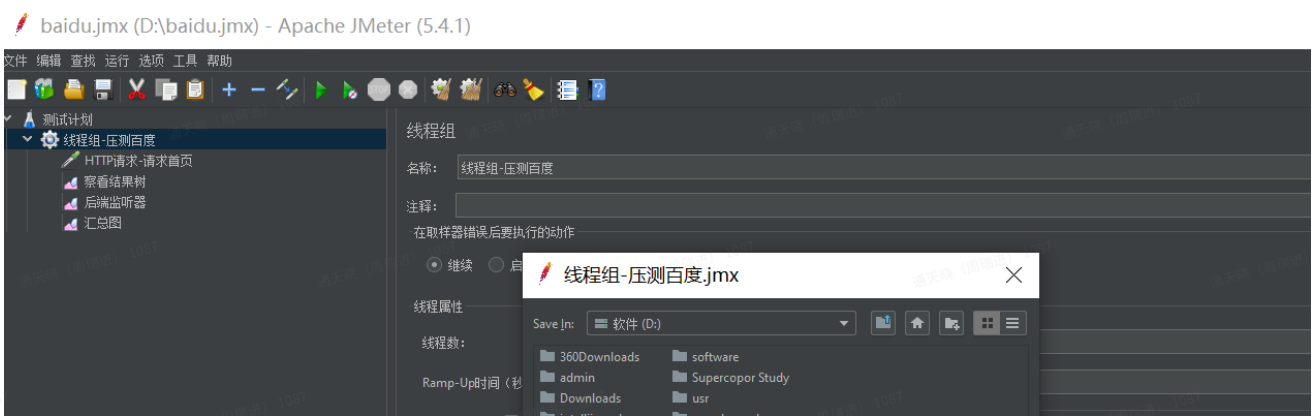 baidu.jmx (D:\baidu.jmx) - Apache JMeter (5.4.1)
文件 编辑 查找 运行 选项 工具 帮助
测试计划
线程组-压测百度
HTTP请求-请求首页
察看结果树
后端监听器
汇总图
线程组
名称: 线程组-压测百度
注释:
在取样器错误后要执行的动作
继续
线程组-压测百度.jmx
线程属性
Save In: 软件 (D:)
线程数:
360Downloads software
Ramp-Up时间（秒
admin Supercopor Study
Downloads usr